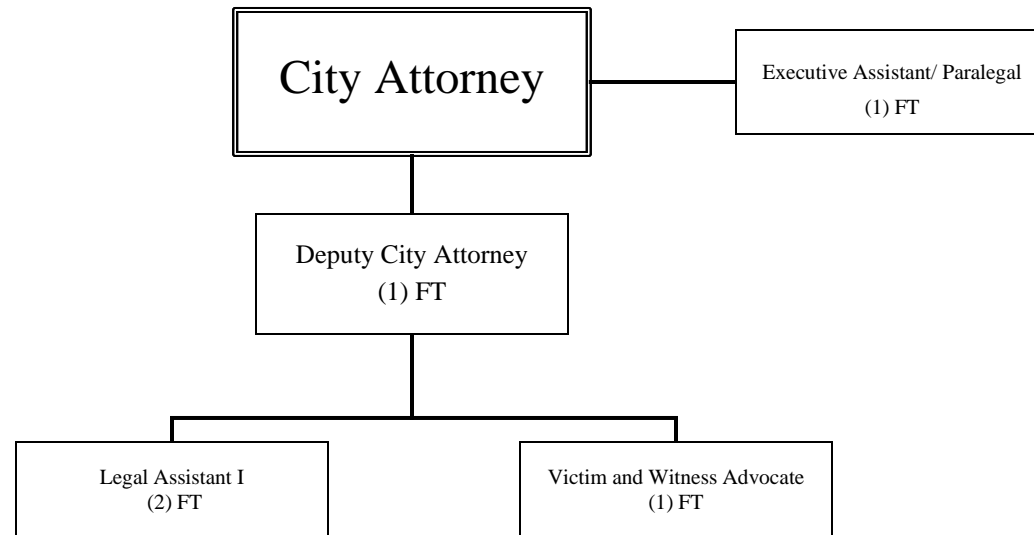 City Attorney
Executive Assistant/ Paralegal
(1) FT
Deputy City Attorney
(1) FT
Legal Assistant I
(2) FT
Victim and Witness Advocate
(1) FT